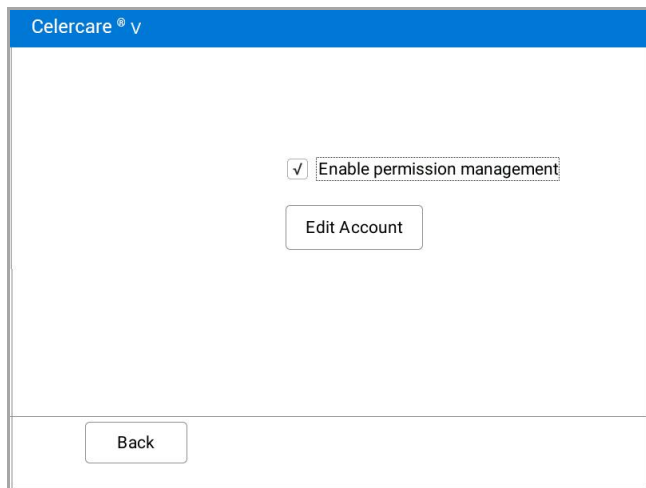 Celercare ® V
√ Enable permission management
Edit Account
Back